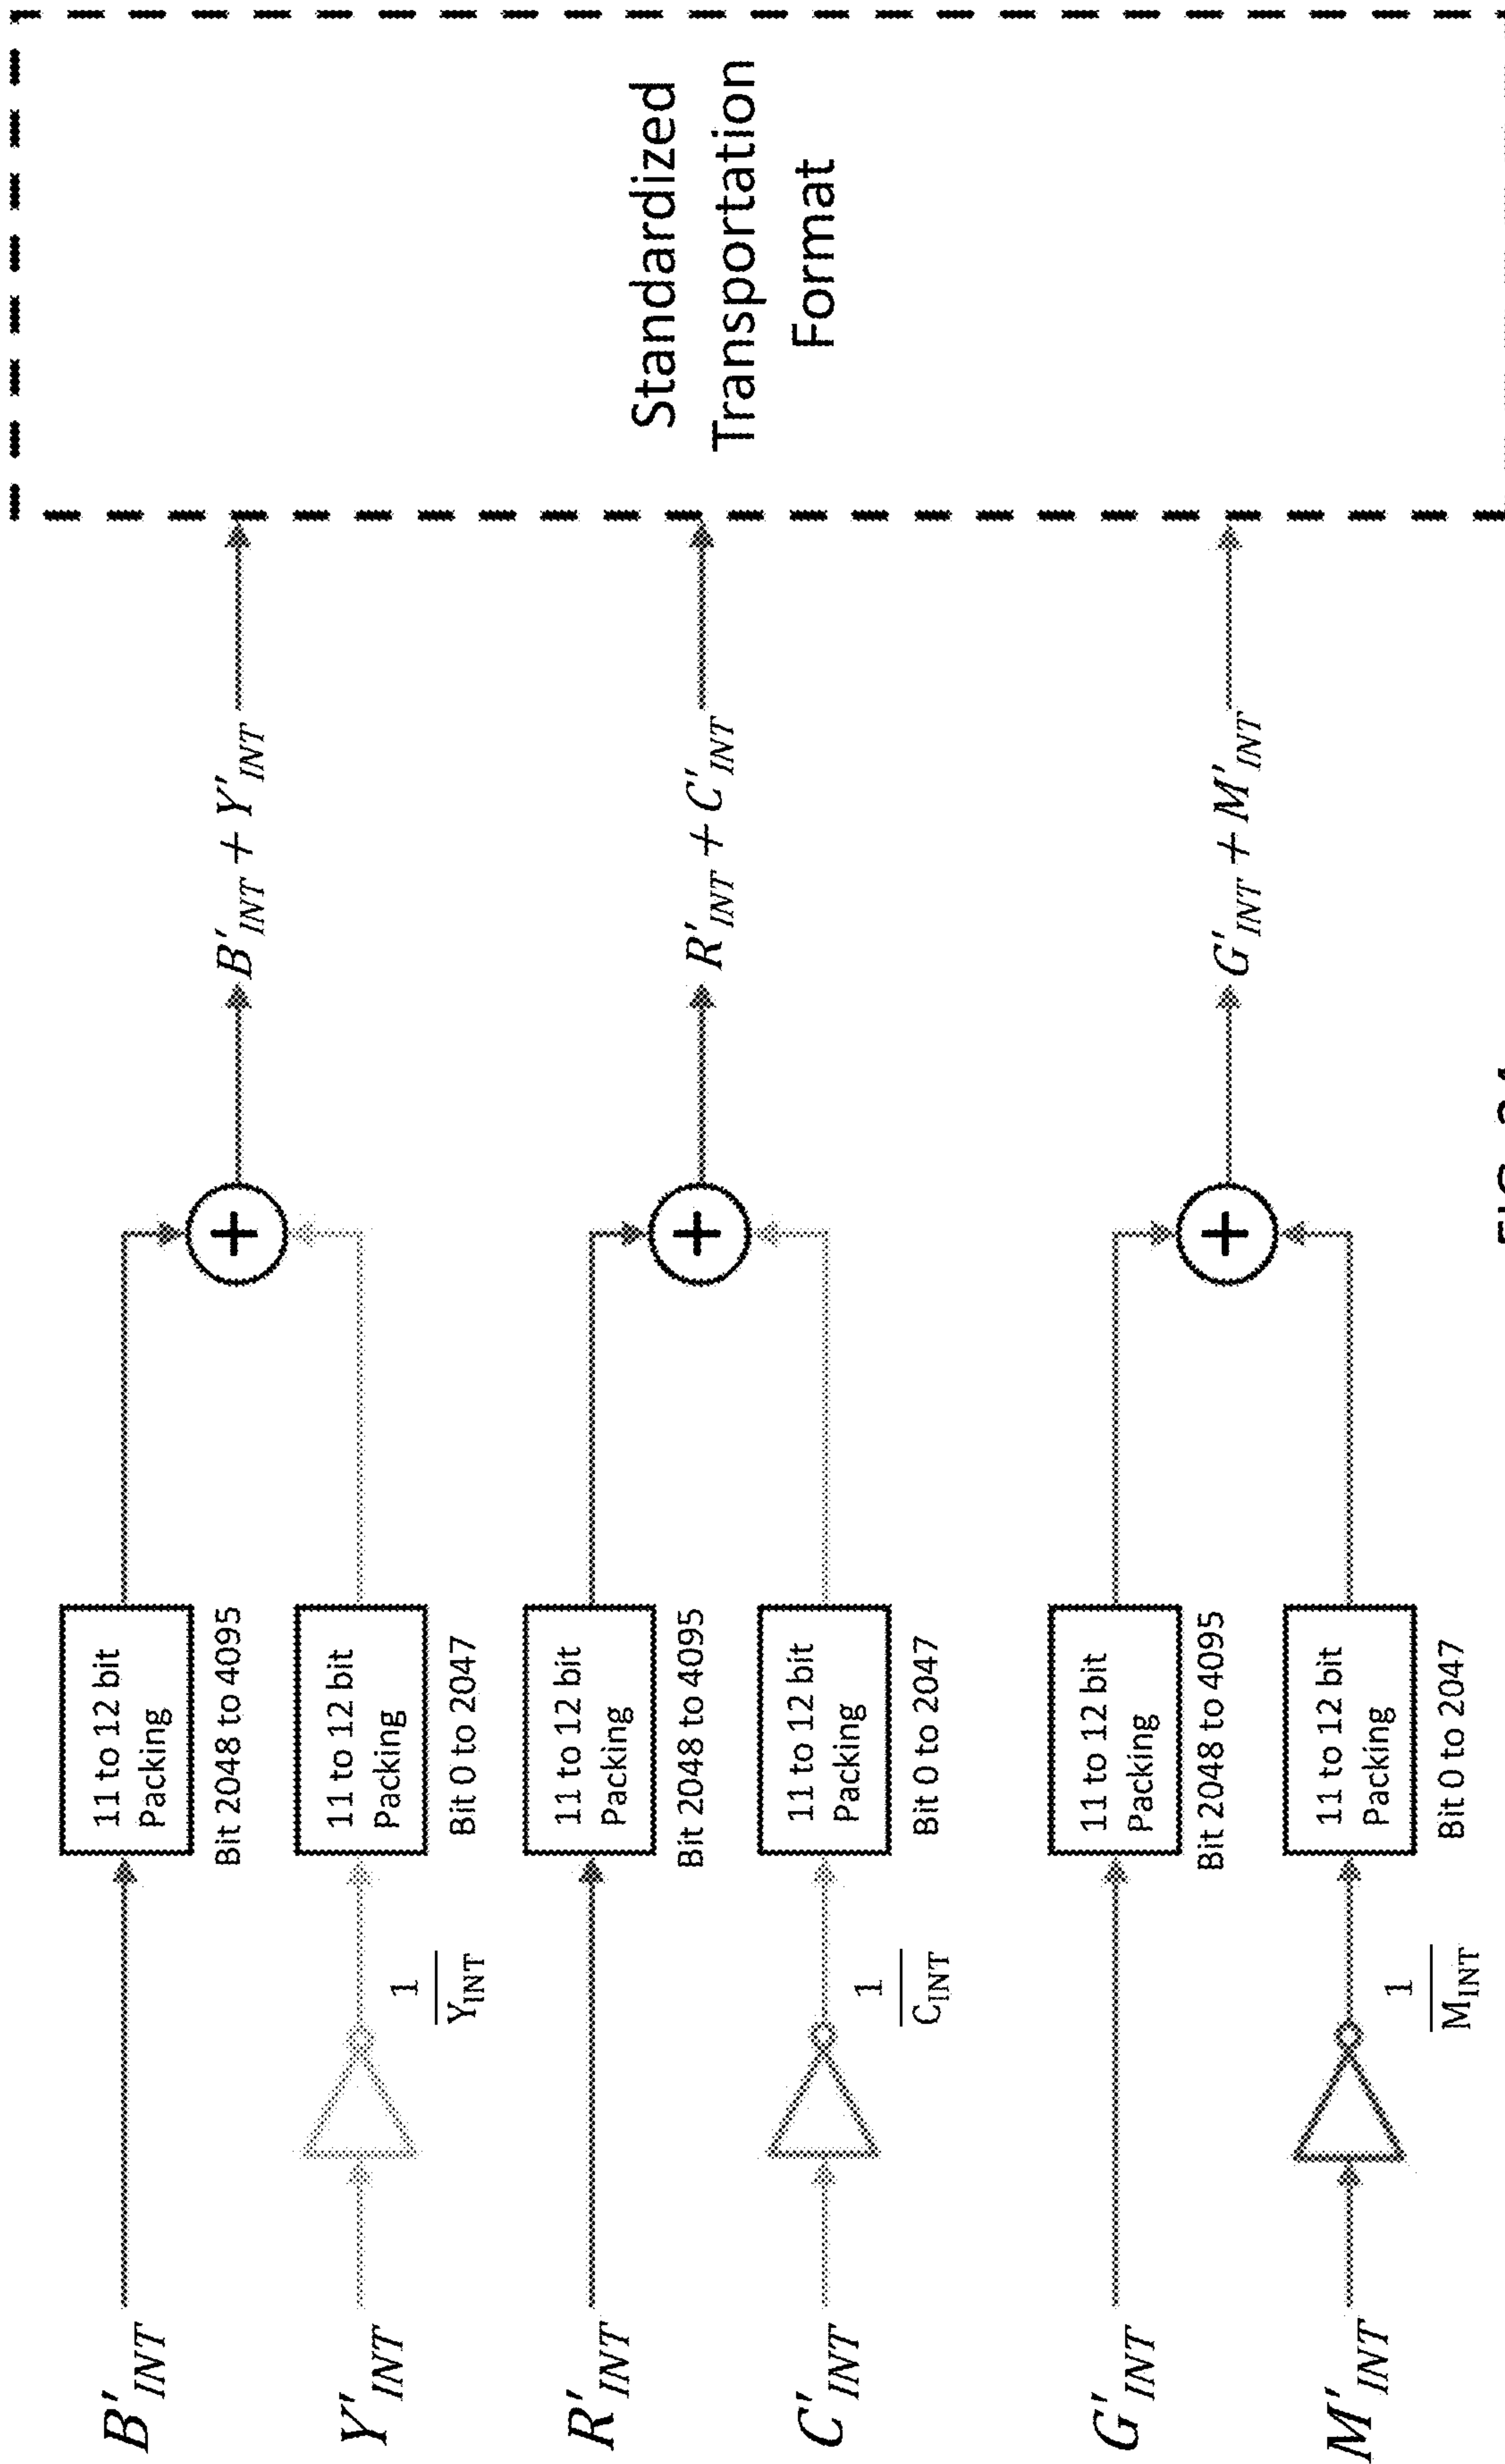 B'INT
11 to 12 bit
Packing
Bit 2048 to 4095
Y'INT
1
YINT
11 to 12 bit
Packing
Bit 0 to 2047
B'INT + Y'INT
R'INT
11 to 12 bit
Packing
Bit 2048 to 4095
C'INT
1
CINT
11 to 12 bit
Packing
Bit 0 to 2047
R'INT + C'INT
G'INT
11 to 12 bit
Packing
Bit 2048 to 4095
M'INT
1
MINT
11 to 12 bit
Packing
Bit 0 to 2047
G'INT + M'INT
+
+
+
Standardized
Transportation
Format